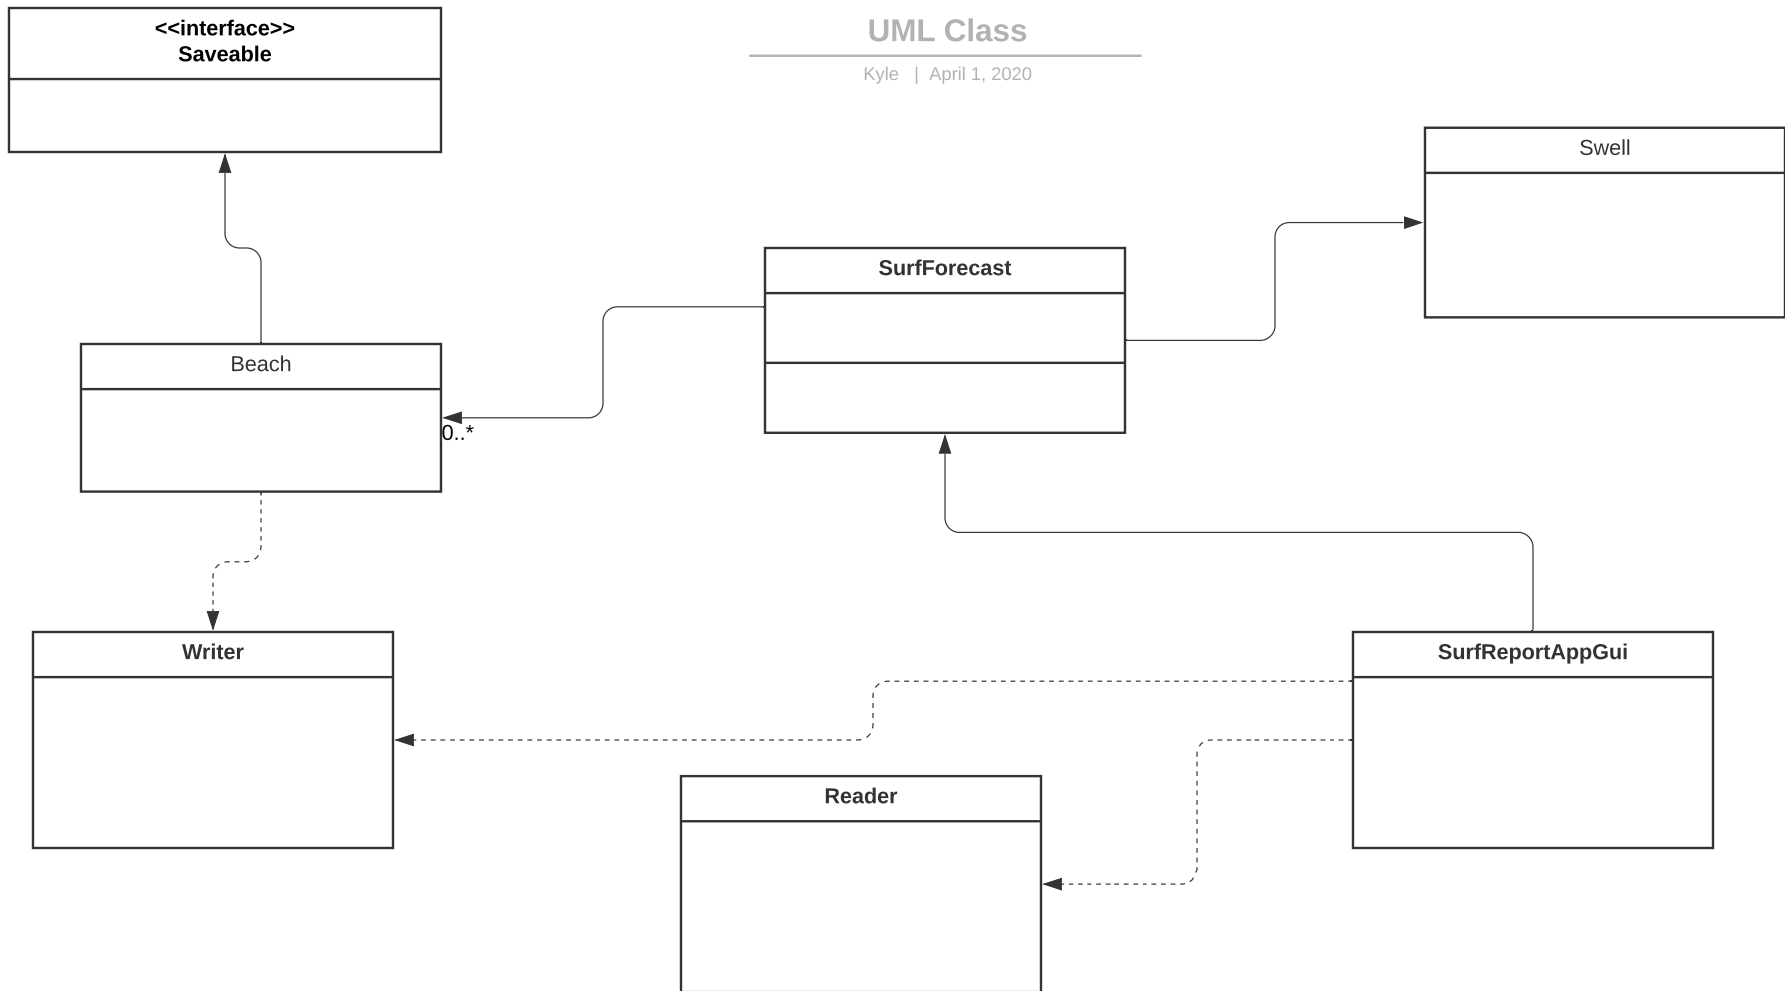 <<interface>>
Saveable
UML Class
Kyle | April 1, 2020
Swell
SurfForecast
Beach
0..*
Writer
SurfReportAppGui
Reader